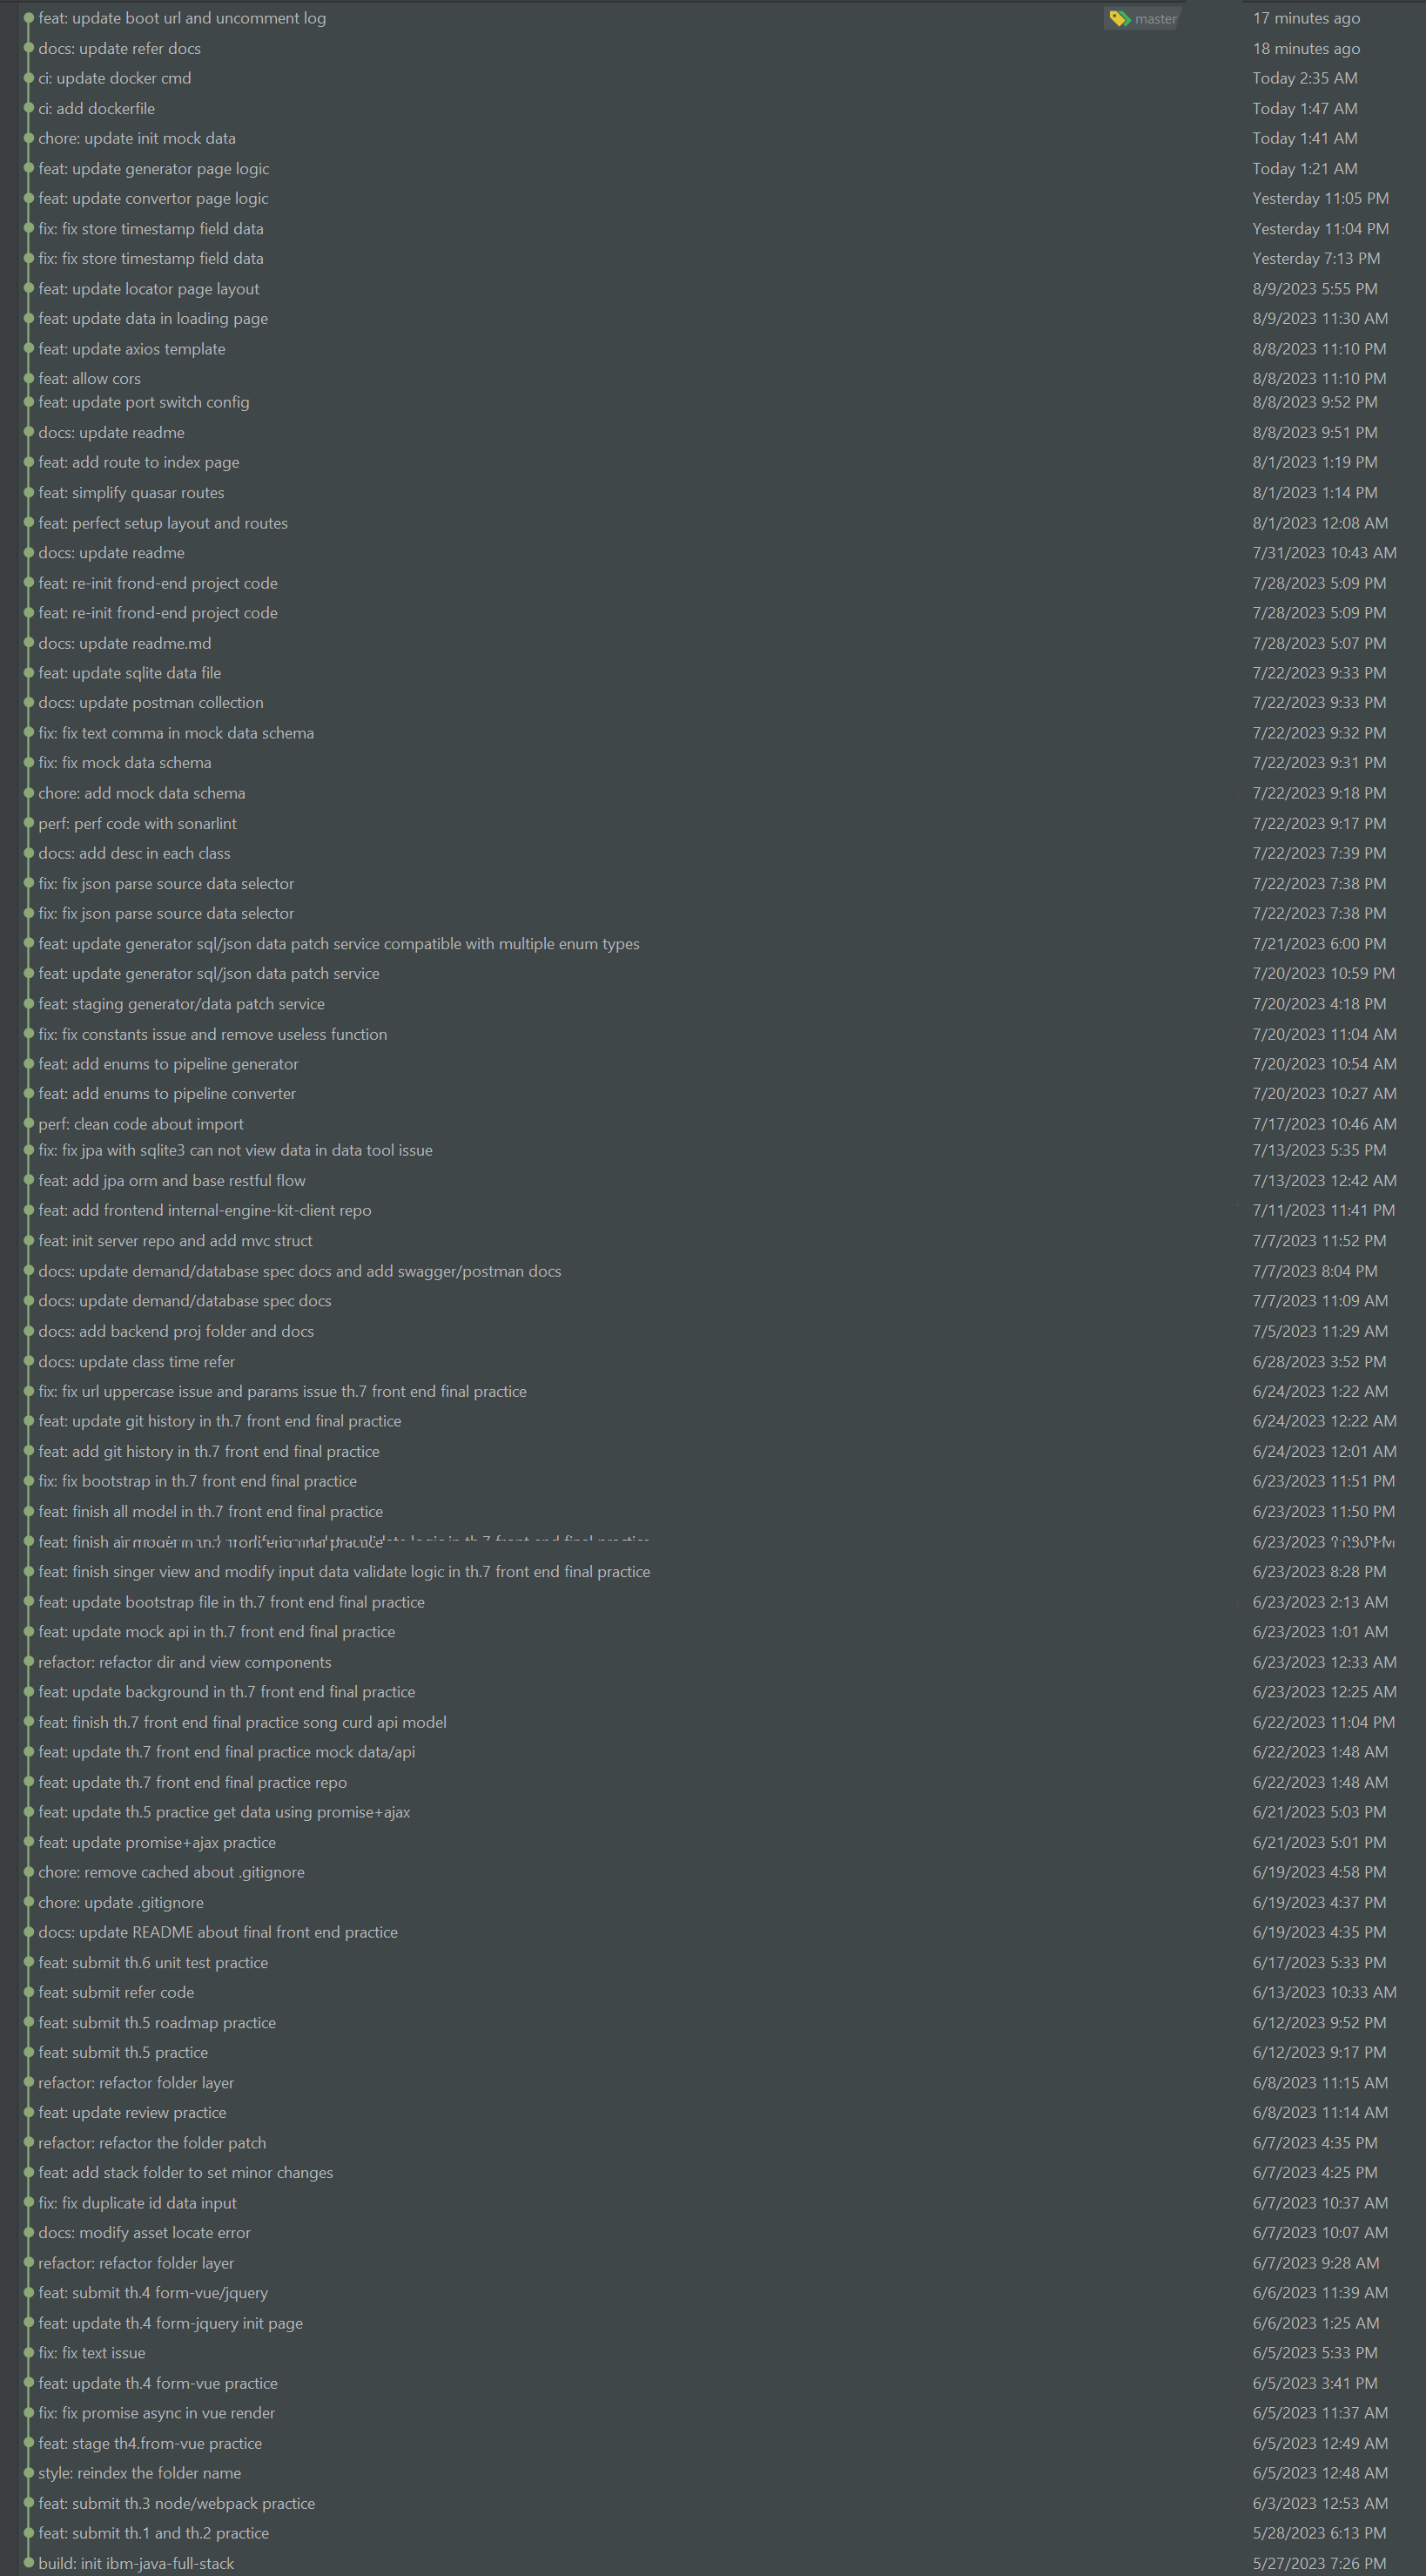 feat: update boot url and uncomment log master 17 minutes ago
docs: update refer docs 18 minutes ago
ci: update docker cmd Today 2:35 AM
ci: add dockerfile Today 1:47 AM
chore: update init mock data Today 1:41 AM
feat: update generator page logic Today 1:21 AM
feat: update convertor page logic Yesterday 11:05 PM
fix: fix store timestamp field data Yesterday 11:04 PM
fix: fix store timestamp field data Yesterday 7:13 PM
feat: update locator page layout 8/9/2023 5:55 PM
feat: update data in loading page 8/9/2023 11:30 AM
feat: update axios template 8/8/2023 11:10 PM
feat: allow cors 8/8/2023 11:10 PM
feat: update port switch config 8/8/2023 9:52 PM
docs: update readme 8/8/2023 9:51 PM
feat: add route to index page 8/1/2023 1:19 PM
feat: simplify quasar routes 8/1/2023 1:14 PM
feat: perfect setup layout and routes 8/1/2023 12:08 AM
docs: update readme 7/31/2023 10:43 AM
feat: re-init frond-end project code 7/28/2023 5:09 PM
feat: re-init frond-end project code 7/28/2023 5:09 PM
docs: update readme.md 7/28/2023 5:07 PM
feat: update sqlite data file 7/22/2023 9:33 PM
docs: update postman collection 7/22/2023 9:33 PM
fix: fix text comma in mock data schema 7/22/2023 9:32 PM
fix: fix mock data schema 7/22/2023 9:31 PM
chore: add mock data schema 7/22/2023 9:18 PM
perf: perf code with sonarlint 7/22/2023 9:17 PM
docs: add desc in each class 7/22/2023 7:39 PM
fix: fix json parse source data selector 7/22/2023 7:38 PM
fix: fix json parse source data selector 7/22/2023 7:38 PM
feat: update generator sql/json data patch service compatible with multiple enum types 7/21/2023 6:00 PM
feat: update generator sql/json data patch service 7/20/2023 10:59 PM
feat: staging generator/data patch service 7/20/2023 4:18 PM
fix: fix constants issue and remove useless function 7/20/2023 11:04 AM
feat: add enums to pipeline generator 7/20/2023 10:54 AM
feat: add enums to pipeline converter 7/20/2023 10:27 AM
perf: clean code about import 7/17/2023 10:46 AM
fix: fix jpa with sqlite3 can not view data in data tool issue 7/13/2023 5:35 PM
feat: add jpa orm and base restful flow 7/13/2023 12:42 AM
feat: add frontend internal-engine-kit-client repo 7/11/2023 11:41 PM
feat: init server repo and add mvc struct 7/7/2023 11:52 PM
docs: update demand/database spec docs and add swagger/postman docs 7/7/2023 8:04 PM
docs: update demand/database spec docs 7/7/2023 11:09 AM
docs: add backend proj folder and docs 7/5/2023 11:29 AM
docs: update class time refer 6/28/2023 3:52 PM
fix: fix url uppercase issue and params issue th.7 front end final practice 6/24/2023 1:22 AM
feat: update git history in th.7 front end final practice 6/24/2023 12:22 AM
feat: add git history in th.7 front end final practice 6/24/2023 12:01 AM
fix: fix bootstrap in th.7 front end final practice 6/23/2023 11:51 PM
feat: finish all model in th.7 front end final practice 6/23/2023 11:50 PM
feat: finish 6/23/2023
feat: finish singer view and modify input data validate logic in th.7 front end final practice 6/23/2023 8:28 PM
feat: update bootstrap file in th.7 front end final practice 6/23/2023 2:13 AM
feat: update mock api in th.7 front end final practice 6/23/2023 1:01 AM
refactor: refactor dir and view components 6/23/2023 12:33 AM
feat: update background in th.7 front end final practice 6/23/2023 12:25 AM
feat: finish th.7 front end final practice song curd api model 6/22/2023 11:04 PM
feat: update th.7 front end final practice mock data/api 6/22/2023 1:48 AM
feat: update th.7 front end final practice repo 6/22/2023 1:48 AM
feat: update th.5 practice get data using promise+ajax 6/21/2023 5:03 PM
feat: update promise+ajax practice 6/21/2023 5:01 PM
chore: remove cached about .gitignore 6/19/2023 4:58 PM
chore: update .gitignore 6/19/2023 4:37 PM
docs: update README about final front end practice 6/19/2023 4:35 PM
feat: submit th.6 unit test practice 6/17/2023 5:33 PM
feat: submit refer code 6/13/2023 10:33 AM
feat: submit th.5 roadmap practice 6/12/2023 9:52 PM
feat: submit th.5 practice 6/12/2023 9:17 PM
refactor: refactor folder layer 6/8/2023 11:15 AM
feat: update review practice 6/8/2023 11:14 AM
refactor: refactor the folder patch 6/7/2023 4:35 PM
feat: add stack folder to set minor changes 6/7/2023 4:25 PM
fix: fix duplicate id data input 6/7/2023 10:37 AM
docs: modify asset locate error 6/7/2023 10:07 AM
refactor: refactor folder layer 6/7/2023 9:28 AM
feat: submit th.4 form-vue/jquery 6/6/2023 11:39 AM
feat: update th.4 form-jquery init page 6/6/2023 1:25 AM
fix: fix text issue 6/5/2023 5:33 PM
feat: update th.4 form-vue practice 6/5/2023 3:41 PM
fix: fix promise async in vue render 6/5/2023 11:37 AM
feat: stage th4.from-vue practice 6/5/2023 12:49 AM
style: reindex the folder name 6/5/2023 12:48 AM
feat: submit th.3 node/webpack practice 6/3/2023 12:53 AM
feat: submit th.1 and th.2 practice 5/28/2023 6:13 PM
build: init ibm-java-full-stack 5/27/2023 7:26 PM